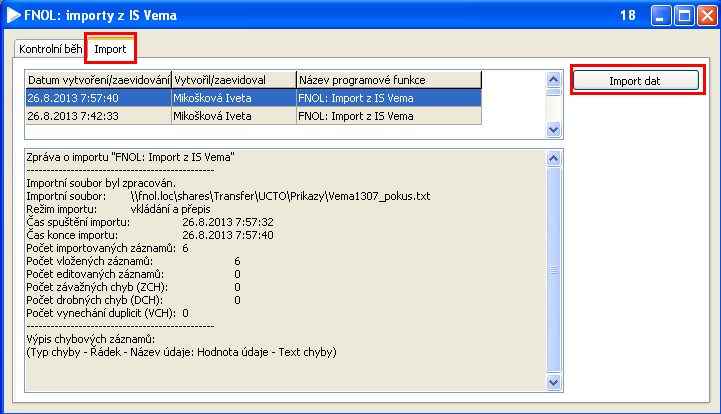 FNOL: importy z IS Vema 18
Kontrolní běh Import
Datum vytvoření/zaevidování Vytvořil/zaevidoval Název programové funkce
26.8.2013 7:57:40 Mikošková Iveta FNOL: Import z IS Vema
26.8.2013 7:42:33 Mikošková Iveta FNOL: Import z IS Vema
Import dat
Zpráva o importu "FNOL: Import z IS Vema"
-----------------------------------------------
Importní soubor byl zpracován.
Importní soubor: \\fnol.loc\shares\Transfer\UCTO\Prikazy\Vema1307_pokus.txt
Režim importu: vkládání a přepis
Čas spuštění importu: 26.8.2013 7:57:32
Čas konce importu: 26.8.2013 7:57:40
Počet importovaných záznamů: 6
Počet vložených záznamů: 6
Počet editovaných záznamů: 0
Počet závažných chyb (ZCH): 0
Počet drobných chyb (DCH): 0
Počet vynechání duplicit (VCH): 0
-----------------------------------------------
Výpis chybových záznamů:
(Typ chyby - Řádek - Název údaje: Hodnota údaje - Text chyby)